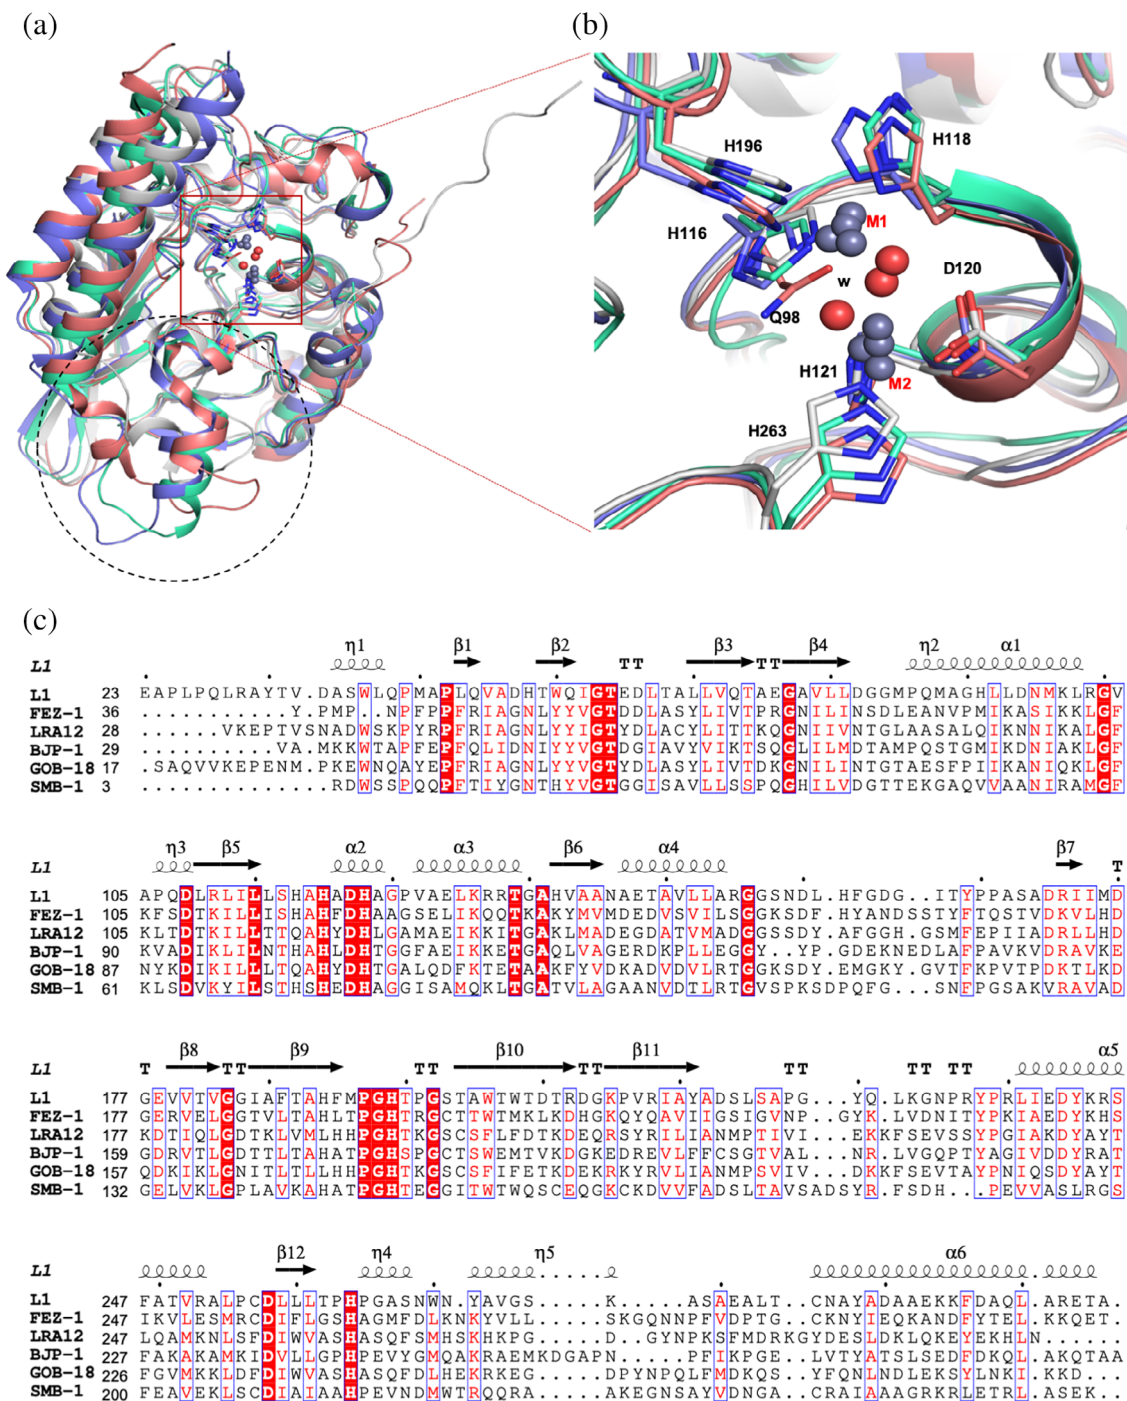 (a)
(b)
H196
H118
M1
H116
w
D120
Q98
H121
M2
H263
(c)
η1 β1 β2 β3 β4 η2 α1
L1 TT TT
L1 23 EAPLPQLRAYTV.DASWLQPMAPLQVADHTWQIGTEDLTALLVQTAEGAVLLDGGMPQMAGHLLDNMKLRGV
FEZ-1 36 ...........Y.PMP..NPFPPFRIAGNLYYVGTDDLASYLIVTPRGNILINSDLEANVPMIKASIKKLGF
LRA12 28 ......VKEPTVSNADWSKPYRPFRIAGNLYYIGTYDLACYLITTKQGNIIVNTGLAASALQIKNNIKALGF
BJP-1 29 ..........VA.MKKWTAPFEPFQLIDNIYYVGTDGIAVYVIKTSQGLILMDTAMPQSTGMIKDNIAKLGF
GOB-18 17 .SAQVVKEPENM.PKEWNQAYEPFRIAGNLYYVGTYDLASYLIVTDKGNILINTGTAESFPIIKANIQKLGF
SMB-1 3 ..............RDWSSPQQPFTIYGNTHYVGTGGISAVLLSSPQGHILVDGTTEKGAQVVAANIRAMGF
η3 β5 α2 α3 β6 α4 β7
L1 T
L1 105 APQDLRLILLSHAHADHAGPVAELKRRTGAHVAANAETAVLLARGGSNDL.HFGDG..ITYPPASADRIIMD
FEZ-1 105 KFSDTKILLISHAHFDHAAGSELIKQQTKAKYMVMDEDVSVILSGGKSDF.HYANDSSTYFTQSTVDKVLHD
LRA12 105 KLTDTKILLTTQAHYDHLGAMAEIKKITGAKLMADEGDATVMADGGSSDY.AFGGH.GSMFEPIIADRLLHD
BJP-1 90 KVADIKLILNTHAHLDHTGGFAEIKKETGAQLVAGERDKPLLEGGY..YP.GDEKNEDLAFPAVKVDRAVKE
GOB-18 87 NYKDIKILLLTQAHYDHTGALQDFKTETAAKFYVDKADVDVLRTGGKSDY.EMGKY.GVTFKPVTPDKTLKD
SMB-1 61 KLSDVKYILSTHSHEDHAGGISAMQKLTGATVLAGAANVDTLRTGVSPKSDPQFG...SNFPGSAKVRAVAD
β8 β9 β10 β11 α5
L1 T TT TT TT TT TT TT
L1 177 GEVVTVGGIAFTAHFMPGHTPGSTAWTWTDTRDGKPVRIAYADSLSAPG...YQ.LKGNPRYPRLIEDYKRS
FEZ-1 177 GERVELGGTVLTAHLTPGHTRGCTTWTMKLKDHGKQYQAVIIGSIGVNP...GYK.LVDNITYPKIAEDYKHS
LRA12 177 KDTIQLGDTKLVMLHHPGHTKGSCSFLFDTKDEQRSYRILIANMPTIVI...EKKFSEVSSYPGIAKDYAYT
BJP-1 159 GDRVTLGDTTLTAHATPGHSPGCTSWEMTVKDGKEDREVLFFCSGTVAL...NR.LVGQPTYAGIVDDYRAT
GOB-18 157 QDKIKLGNITLTLLHHPGHTKGSCSFIFETKDEKRKYRVLIANMPSVIV...DKKFSEVTAYPNIQSDYAYT
SMB-1 132 GELVKLGPLAVKAHATPGHTEGGITWTWQSCEQGKCKDVVFADSLTAVSADSYR.FSDH..PEVVASLRGS
β12 η4 η5 α6
L1
L1 247 FATVRALPCDLLLTPHPGASNWN.YAVGS.....K.....ASAEALT..CNAYADAAEKKFDAQL.ARETA.
FEZ-1 247 IKVLESMRCDIFLGSHAGMFDLKNKYVLL.....SKGQNNPFVDPTG..CKNYIEQKANDFYTEL.KKQET.
LRA12 247 LQAMKNLSFDIWVASHASQFSMHSKHKPG.....D..GYNPKSFMDRKGYDESLDKLQKEYEKHLN......
BJP-1 227 FAKAKAMKIDVLLGPHPEVYGMQAKRAEMKDGAPN.....PFIKPGE..LVTYATSLSEDFDKQL.AKQTAA
GOB-18 226 FGVMKKLDFDIWIASHASQFDLHEKRKEG.....DPYNPQLFMDKQS..YFQNLNDLEKSYLNKI.KKD...
SMB-1 200 FEAVEKLSCDIAIAAHPEVNDMWTRQQRA.....AKEGNSAYVDNGA..CRAIAAAGRKRLETRL.ASEK..